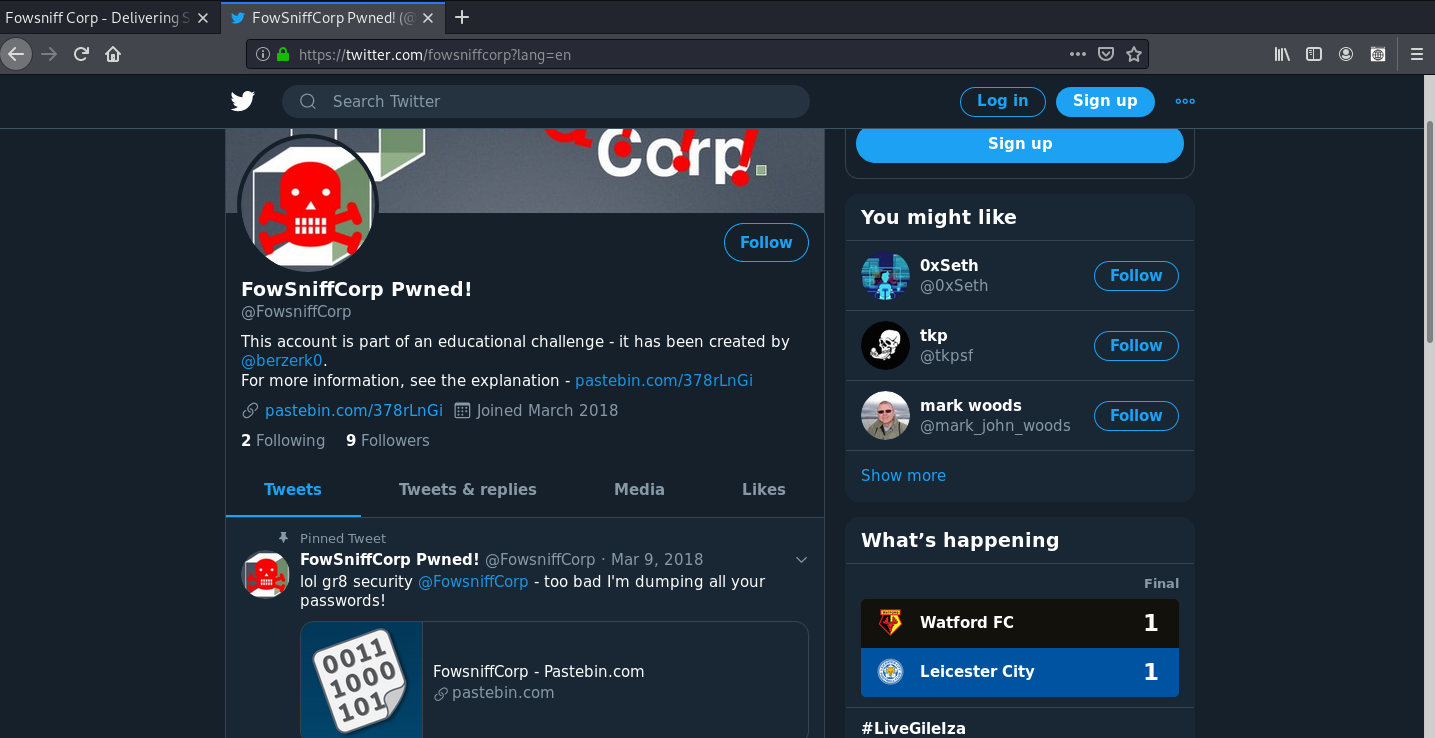 Fowsniff Corp - Delivering S
FowSniffCorp Pwned! (@
https://twitter.com/fowsniffcorp?lang=en
Search Twitter
Log in
Sign up
Corp.
Follow
FowSniffCorp Pwned!
@FowsniffCorp
This account is part of an educational challenge - it has been created by
@berzerk0.
For more information, see the explanation - pastebin.com/378rLnGi
pastebin.com/378rLnGi Joined March 2018
2 Following 9 Followers
Tweets
Tweets & replies
Media
Likes
Pinned Tweet
FowSniffCorp Pwned! @FowsniffCorp · Mar 9, 2018
lol gr8 security @FowsniffCorp - too bad I'm dumping all your
passwords!
0011
1000
101
FowsniffCorp - Pastebin.com
pastebin.com
Sign up
You might like
0xSeth
@0xSeth
Follow
tkp
@tkpsf
Follow
mark woods
@mark_john_woods
Follow
Show more
What’s happening
Final
Watford FC 1
Leicester City 1
#LiveGileIza